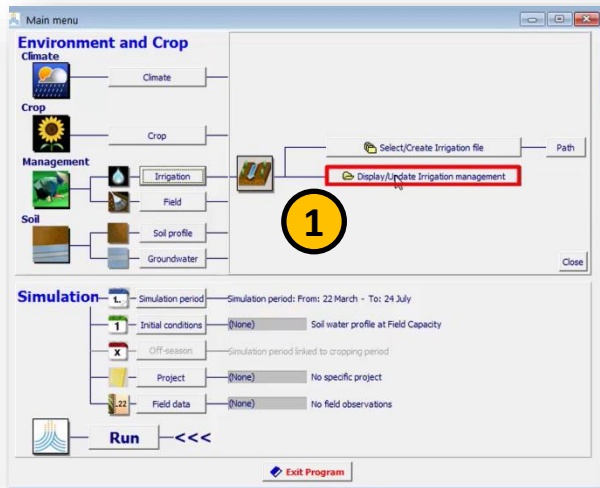 Main menu
Environment and Crop
Climate
Climate
Crop
Crop
Select/Create Irrigation file
Path
Management
Irrigation
Display/Update Irrigation management
Field
1
Soil
Soil profile
Groundwater
Close
Simulation
1..
Simulation period
Simulation period: From: 22 March - To: 24 July
1
Initial conditions
(None)
Soil water profile at Field Capacity
X
Off-season
Simulation period linked to cropping period
Project
(None)
No specific project
..22
Field data
(None)
No field observations
Run
<<<
Exit Program